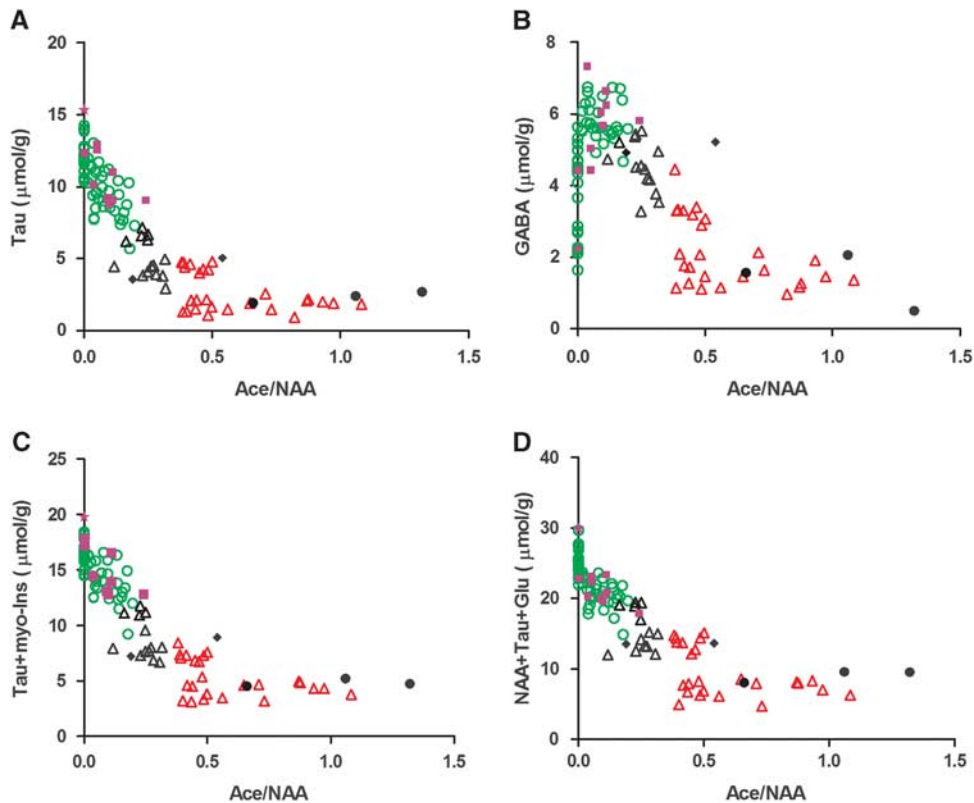 A
Tau (μmol/g)
20
15
10
5
0
0.0 0.5 1.0 1.5
Ace/NAA
B
GABA (μmol/g)
8
6
4
2
0
0.0 0.5 1.0 1.5
Ace/NAA
C
Tau+myo-Ins ( μmol/g)
25
20
15
10
5
0
0.0 0.5 1.0 1.5
Ace/NAA
D
NAA+Tau+Glu ( μmol/g)
40
30
20
10
0
0.0 0.5 1.0 1.5
Ace/NAA